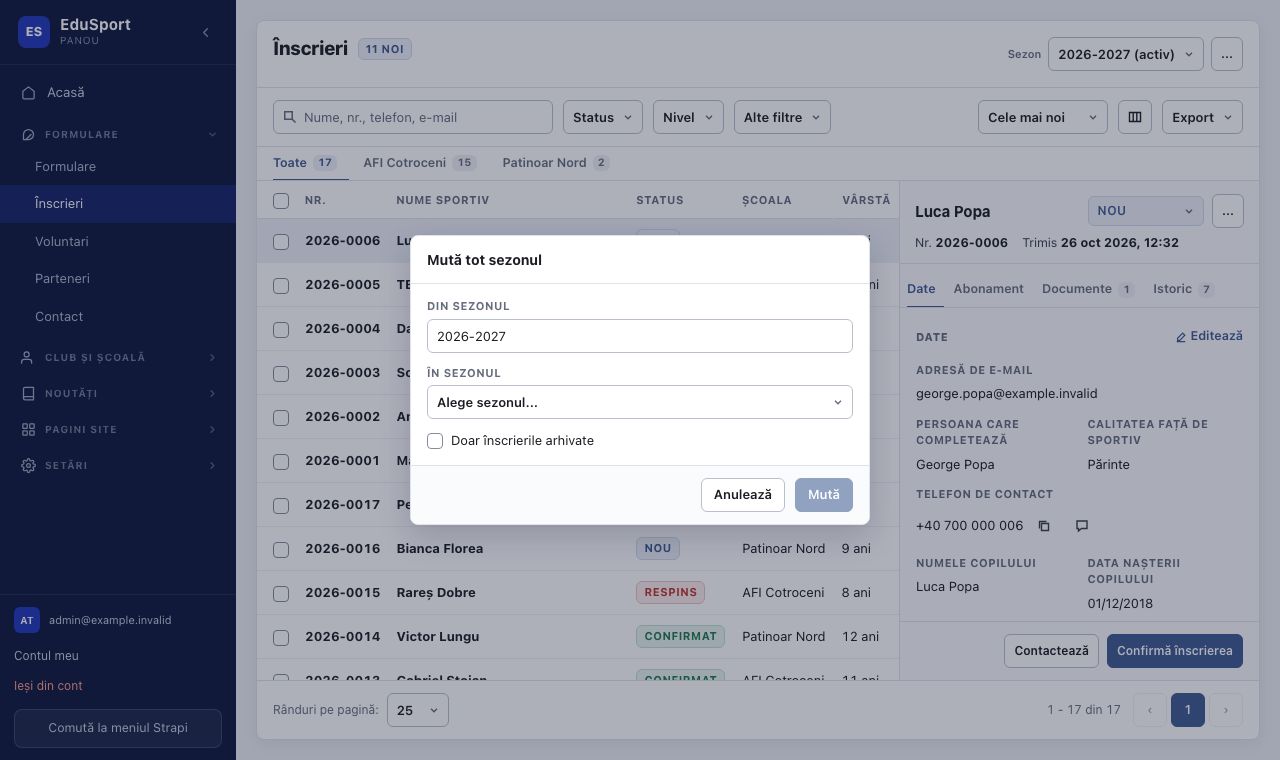 ES
EduSport
PANOU
Acasă
FORMULARE
Formulare
Înscrieri
Voluntari
Parteneri
Contact
CLUB ȘI ȘCOALĂ
NOUTĂȚI
PAGINI SITE
SETĂRI
AT admin@example.invalid
Contul meu
Ieși din cont
Comută la meniul Strapi
Înscrieri 11 NOI
Sezon 2026-2027 (activ) ...
Nume, nr., telefon, e-mail Status Nivel Alte filtre Cele mai noi Export
Toate 17 AFI Cotroceni 15 Patinoar Nord 2
NR. NUME SPORTIV STATUS ȘCOALA VÂRSTĂ
2026-0006
2026-0005
2026-0004
2026-0003
2026-0002
2026-0001
2026-0017
2026-0016 Bianca Florea NOU Patinoar Nord 9 ani
2026-0015 Rareș Dobre RESPINS AFI Cotroceni 8 ani
2026-0014 Victor Lungu CONFIRMAT Patinoar Nord 12 ani
2026-0013 Gabriel Stoian CONFIRMAT AFI Cotroceni 11 ani
Rânduri pe pagină: 25
1 - 17 din 17 ‹ 1 ›
Mută tot sezonul
DIN SEZONUL
2026-2027
ÎN SEZONUL
Alege sezonul...
Doar înscrierile arhivate
Anulează Mută
Luca Popa NOU ...
Nr. 2026-0006 Trimis 26 oct 2026, 12:32
Date Abonament Documente 1 Istoric 7
DATE Editează
ADRESĂ DE E-MAIL
george.popa@example.invalid
PERSOANA CARE COMPLETEAZĂ
George Popa
CALITATEA FAȚĂ DE SPORTIV
Părinte
TELEFON DE CONTACT
+40 700 000 006
NUMELE COPILULUI
Luca Popa
DATA NAȘTERII COPILULUI
01/12/2018
Contactează Confirmă înscrierea